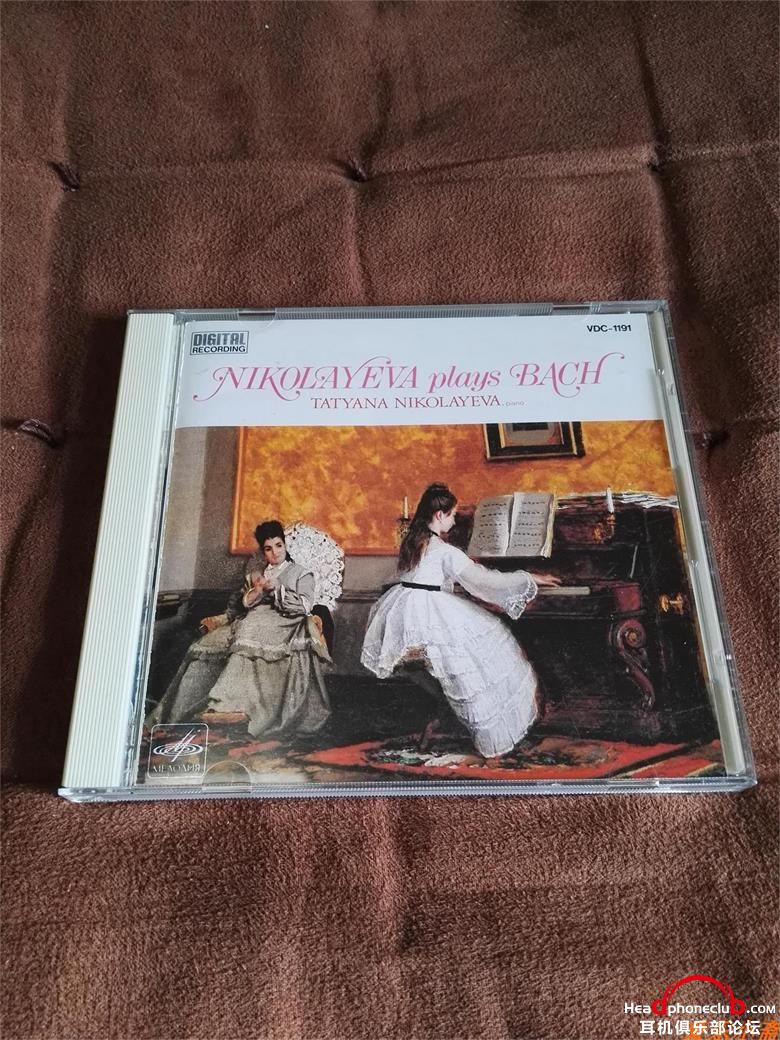 DIGITAL
RECORDING
VDC-1191
NIKOLAYEVA plays BACH
TATYANA NIKOLAYEVA, piano
МЕЛОДИЯ
Headphoneclub.com
耳机俱乐部论坛